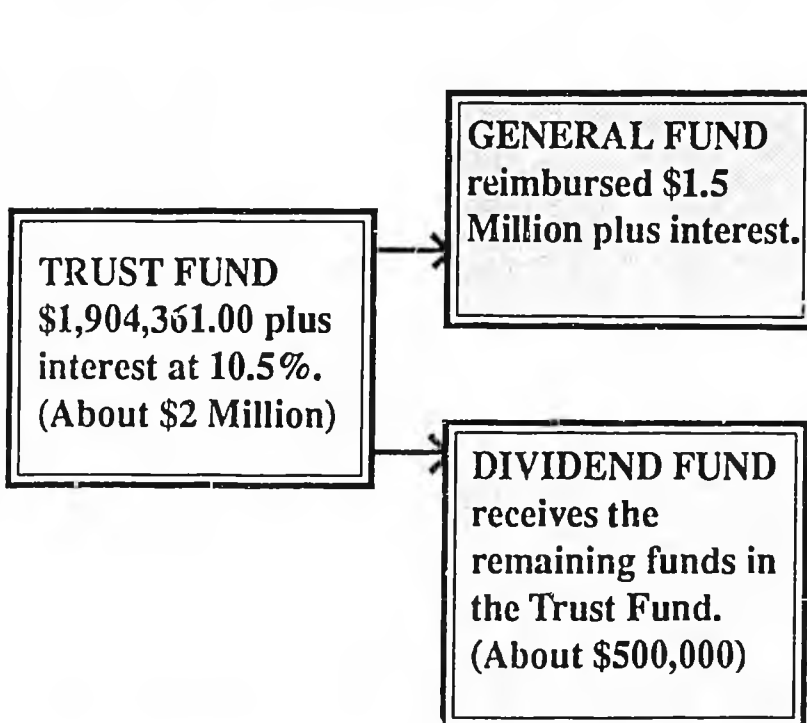 GENERAL FUND
reimbursed $1.5
Million plus interest.
TRUST FUND
$1,904,361.00 plus
interest at 10.5%.
(About $2 Million)
DIVIDEND FUND
receives the
remaining funds in
the Trust Fund.
(About $500,000)